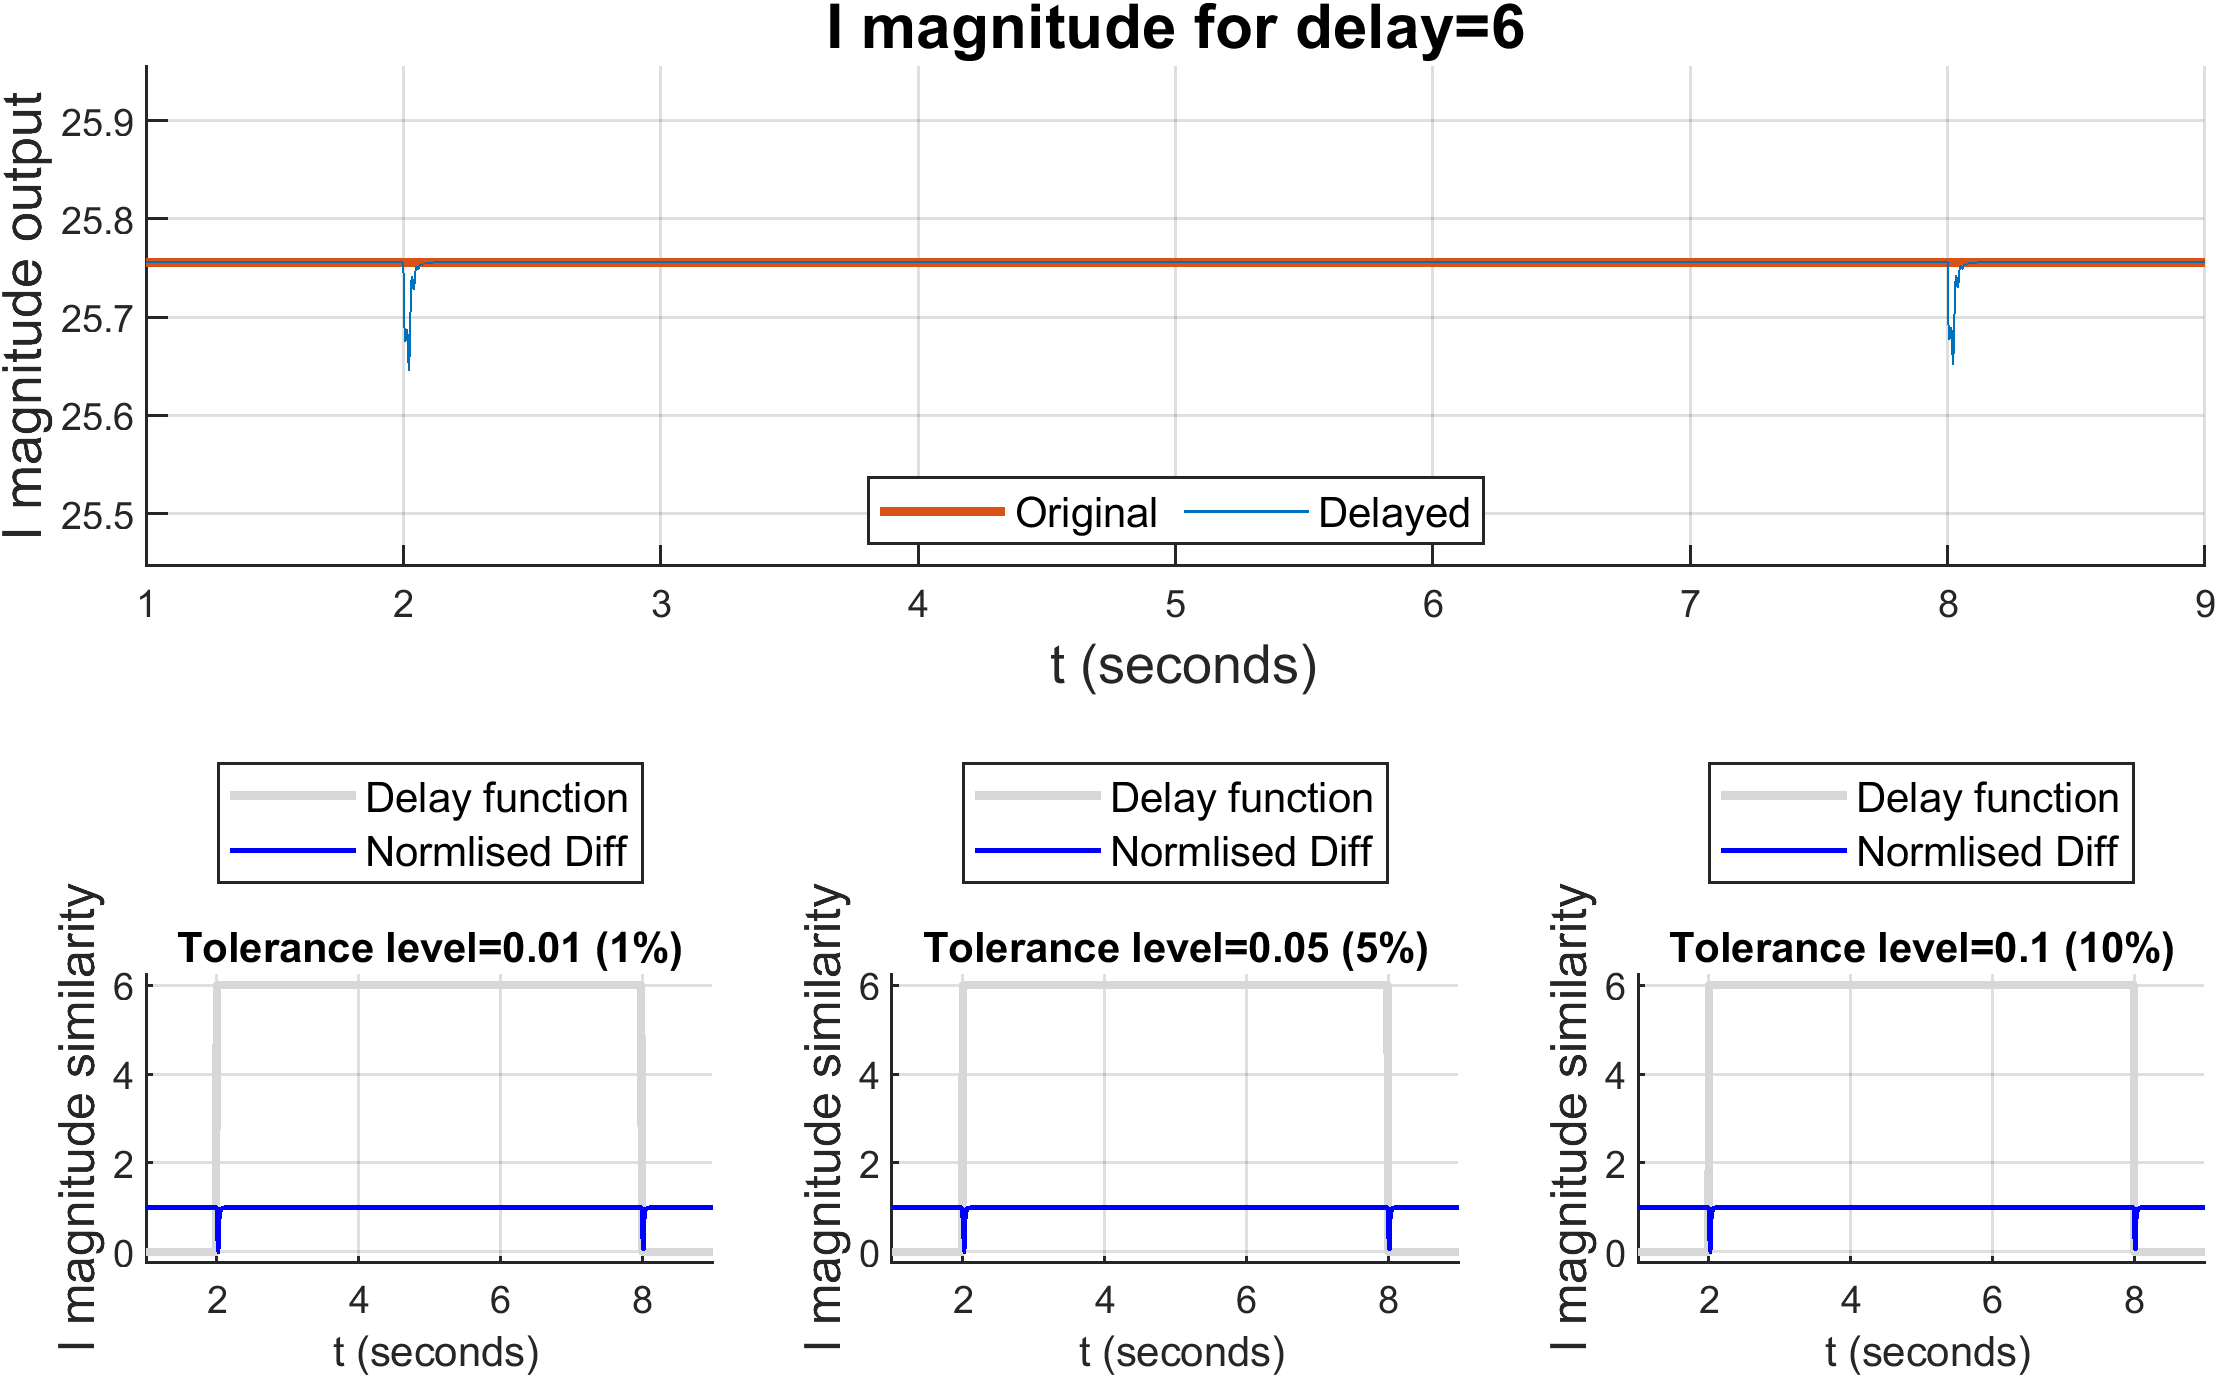 I magnitude for delay=6
I magnitude output
25.9
25.8
25.7
25.6
25.5
Original
Delayed
1
2
3
4
5
6
7
8
9
t (seconds)
Delay function
Normlised Diff
Tolerance level=0.01 (1%)
I magnitude similarity
6
4
2
0
2
4
6
8
t (seconds)
Delay function
Normlised Diff
Tolerance level=0.05 (5%)
I magnitude similarity
6
4
2
0
2
4
6
8
t (seconds)
Delay function
Normlised Diff
Tolerance level=0.1 (10%)
I magnitude similarity
6
4
2
0
2
4
6
8
t (seconds)